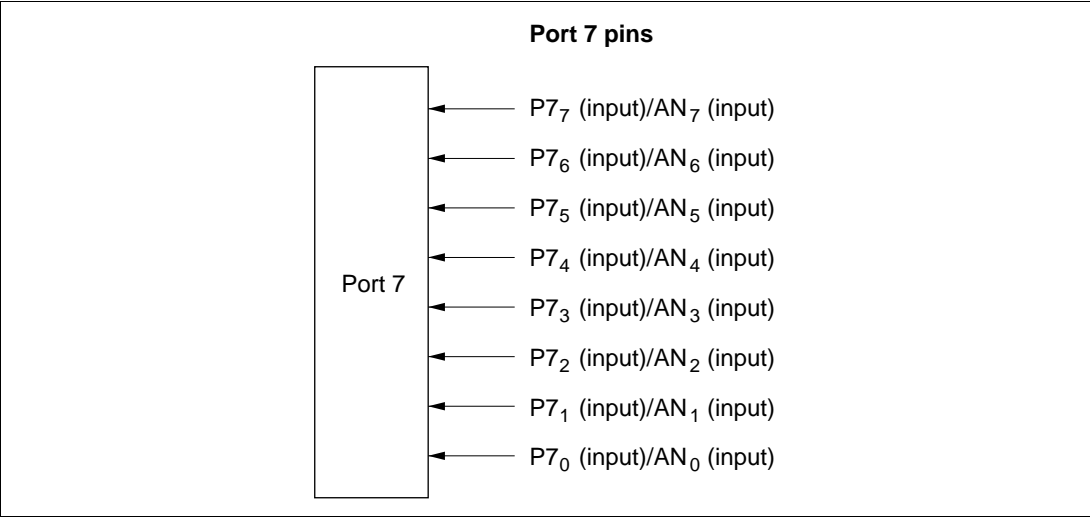 Port 7 pins
P7₇ (input)/AN₇ (input)
P7₆ (input)/AN₆ (input)
P7₅ (input)/AN₅ (input)
P7₄ (input)/AN₄ (input)
Port 7
P7₃ (input)/AN₃ (input)
P7₂ (input)/AN₂ (input)
P7₁ (input)/AN₁ (input)
P7₀ (input)/AN₀ (input)